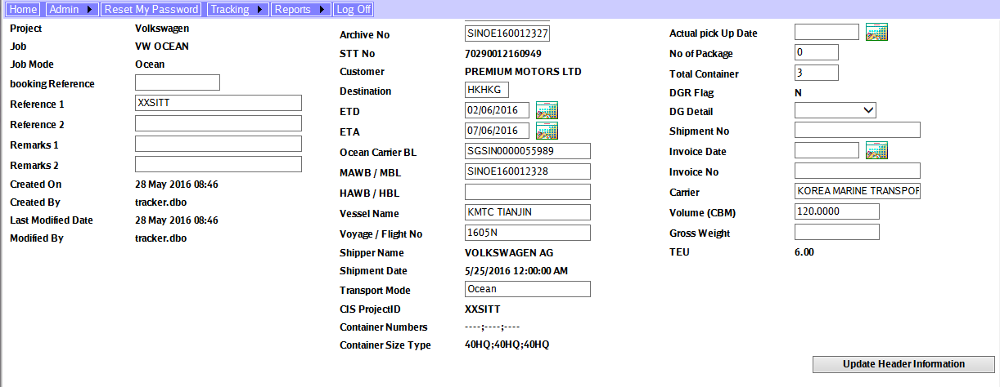 Home Admin Reset My Password Tracking Reports Log Off
Project Volkswagen
Job VW OCEAN
Job Mode Ocean
booking Reference
Reference 1 XXSITT
Reference 2
Remarks 1
Remarks 2
Created On 28 May 2016 08:46
Created By tracker.dbo
Last Modified Date 28 May 2016 08:46
Modified By tracker.dbo
Archive No SINOE160012327
STT No 70290012160949
Customer PREMIUM MOTORS LTD
Destination HKHKG
ETD 02/06/2016
ETA 07/06/2016
Ocean Carrier BL SGSIN0000055989
MAWB / MBL SINOE160012328
HAWB / HBL
Vessel Name KMTC TIANJIN
Voyage / Flight No 1605N
Shipper Name VOLKSWAGEN AG
Shipment Date 5/25/2016 12:00:00 AM
Transport Mode Ocean
CIS ProjectID XXSITT
Container Numbers ----;----;----
Container Size Type 40HQ;40HQ;40HQ
Actual pick Up Date
No of Package 0
Total Container 3
DGR Flag N
DG Detail
Shipment No
Invoice Date
Invoice No
Carrier KOREA MARINE TRANSPOR
Volume (CBM) 120.0000
Gross Weight
TEU 6.00
Update Header Information